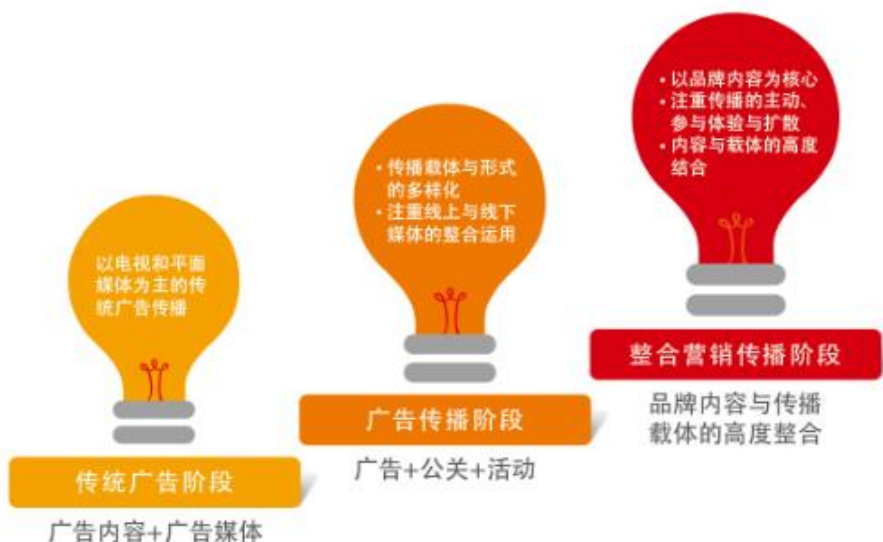 以电视和平面
媒体为主的传
统广告传播
传统广告阶段
广告内容+广告媒体
• 传播载体与形式
的多样化
• 注重线上与线下
媒体的整合运用
广告传播阶段
广告+公关+活动
• 以品牌内容为核心
• 注重传播的主动、
参与体验与扩散
• 内容与载体的高度
结合
整合营销传播阶段
品牌内容与传播
载体的高度整合